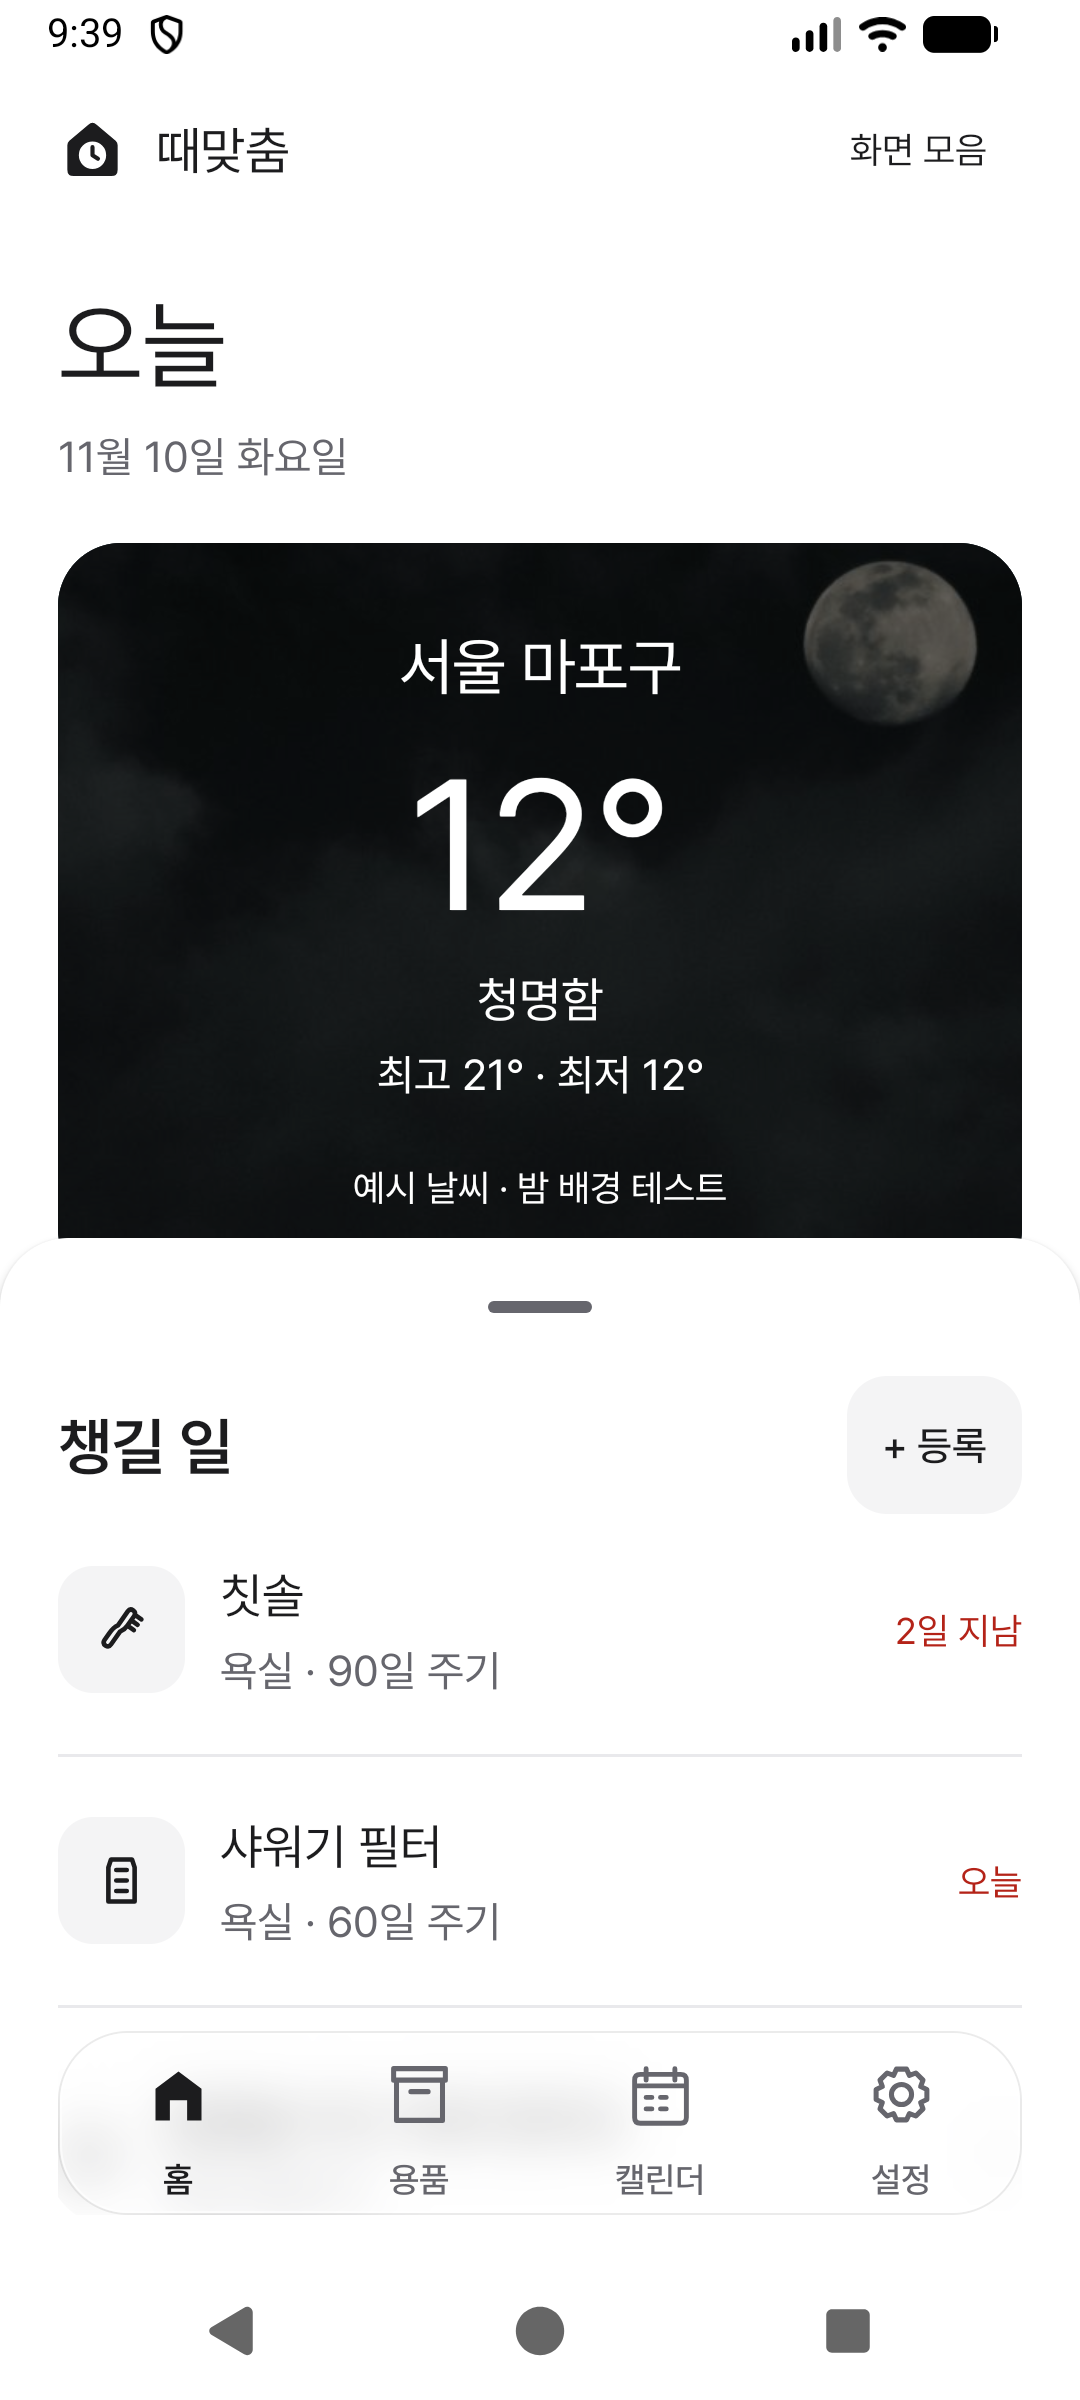 9:39
때맞춤
화면 모음
오늘
11월 10일 화요일
서울 마포구
12°
청명함
최고 21° · 최저 12°
예시 날씨 · 밤 배경 테스트
챙길 일
+ 등록
칫솔
욕실 · 90일 주기
2일 지남
샤워기 필터
욕실 · 60일 주기
오늘
홈
용품
캘린더
설정